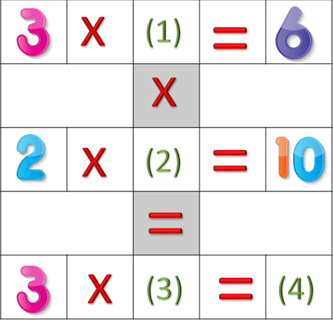 3 X (1) = 6
X
2 X (2) = 10
=
3 X (3) = (4)